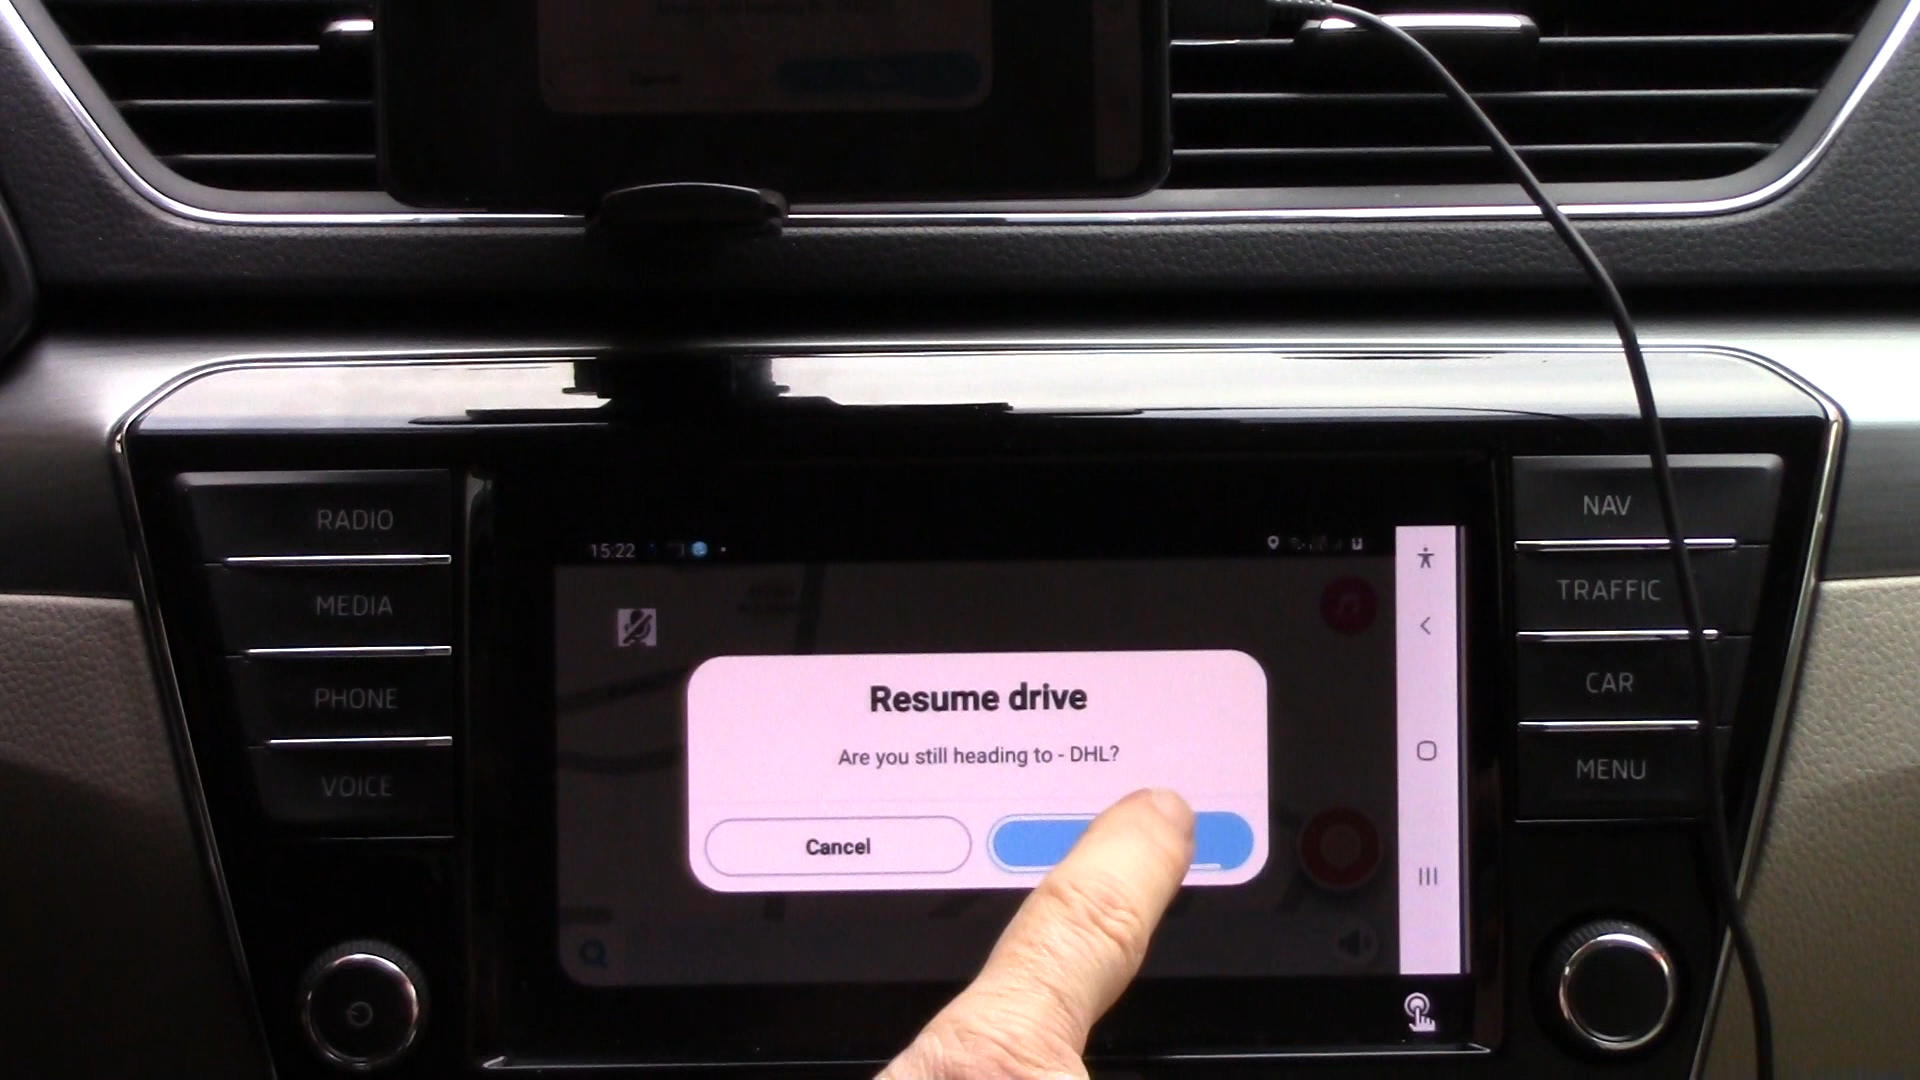 RADIO
MEDIA
PHONE
VOICE
15:22
Resume drive
Are you still heading to - DHL?
Cancel
NAV
TRAFFIC
CAR
MENU